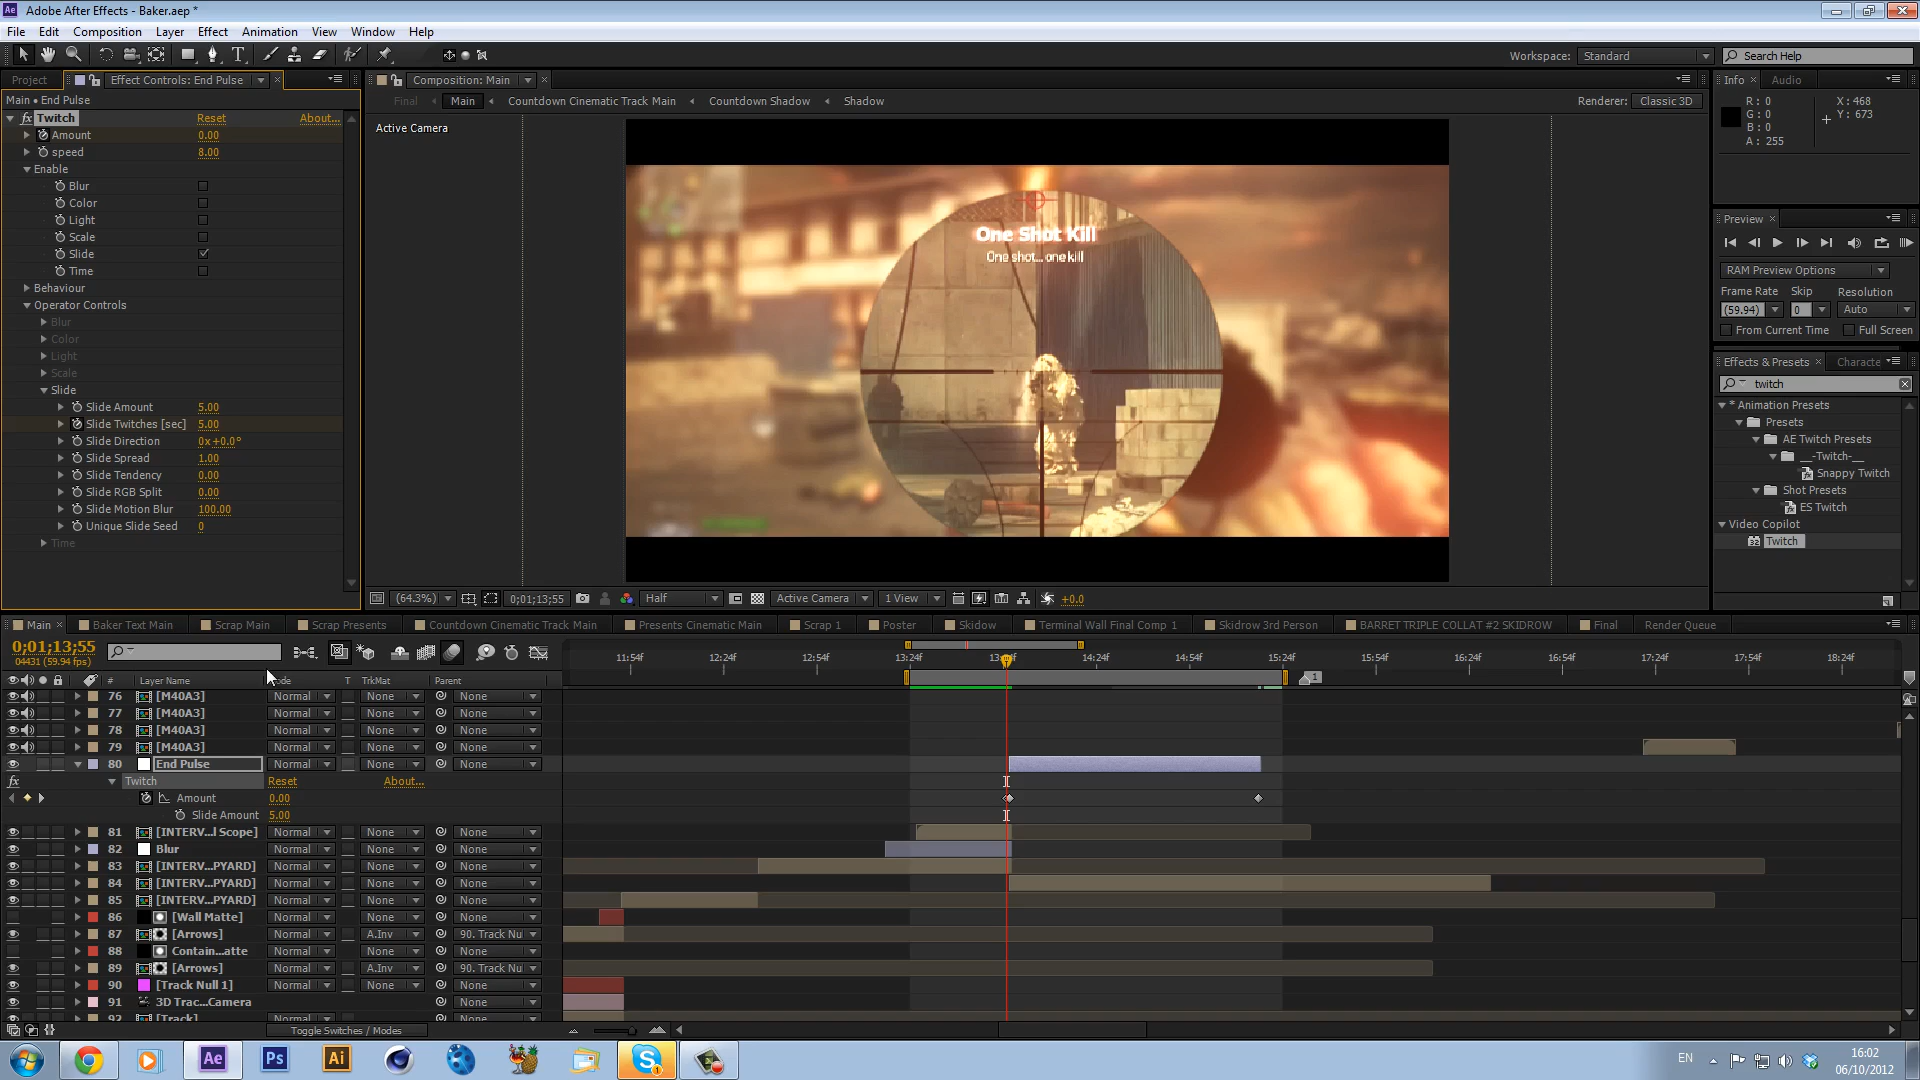 Adobe After Effects - Baker.aep *
File Edit Composition Layer Effect Animation View Window Help
Workspace: Standard Search Help
Project Effect Controls: End Pulse
Main • End Pulse
Twitch Reset About...
Amount 0.00
speed 8.00
Enable
Blur
Color
Light
Scale
Slide
Time
Behaviour
Operator Controls
Blur
Color
Light
Scale
Slide
Slide Amount 5.00
Slide Twitches [sec] 5.00
Slide Direction 0x+0.0°
Slide Spread 1.00
Slide Tendency 0.00
Slide RGB Split 0.00
Slide Motion Blur 100.00
Unique Slide Seed 0
Time
Composition: Main
Final Main Countdown Cinematic Track Main Countdown Shadow Shadow Renderer: Classic 3D
Active Camera
One Shot Kill
One shot... one kill
(64.3%) 0;01;13;55 Half Active Camera 1 View +0.0
Info Audio
R: 0 X: 468
G: 0 Y: 673
B: 0
A: 255
Preview
RAM Preview Options
Frame Rate Skip Resolution
(59.94) 0 Auto
From Current Time Full Screen
Effects & Presets Characte
twitch
* Animation Presets
Presets
AE Twitch Presets
__-Twitch-__
Snappy Twitch
Shot Presets
ES Twitch
Video Copilot
32 Twitch
Main Baker Text Main Scrap Main Scrap Presents Countdown Cinematic Track Main Presents Cinematic Main Scrap 1 Poster Skidow Terminal Wall Final Comp 1 Skidrow 3rd Person BARRET TRIPLE COLLAT #2 SKIDROW Final Render Queue
0;01;13;55
04431 (59.94 fps)
11:54f 12:24f 12:54f 13:24f 14:24f 14:54f 15:24f 15:54f 16:24f 16:54f 17:24f 17:54f 18:24f
1
# Layer Name T TrkMat Parent
76 [M40A3] Normal None None
77 [M40A3] Normal None None
78 [M40A3] Normal None None
79 [M40A3] Normal None None
80 End Pulse Normal None None
fx Twitch Reset About...
Amount 0.00
Slide Amount 5.00
81 [INTERV...l Scope] Normal None None
82 Blur Normal None None
83 [INTERV...PYARD] Normal None None
84 [INTERV...PYARD] Normal None None
85 [INTERV...PYARD] Normal None None
86 [Wall Matte] Normal None None
87 [Arrows] Normal A.Inv 90. Track Nu
88 Contain...atte Normal None None
89 [Arrows] Normal A.Inv 90. Track Nu
90 [Track Null 1] Normal None None
91 3D Trac...Camera None
92 [Track] Normal None None
Toggle Switches / Modes
Ae Ps Ai
EN
16:02
06/10/2012